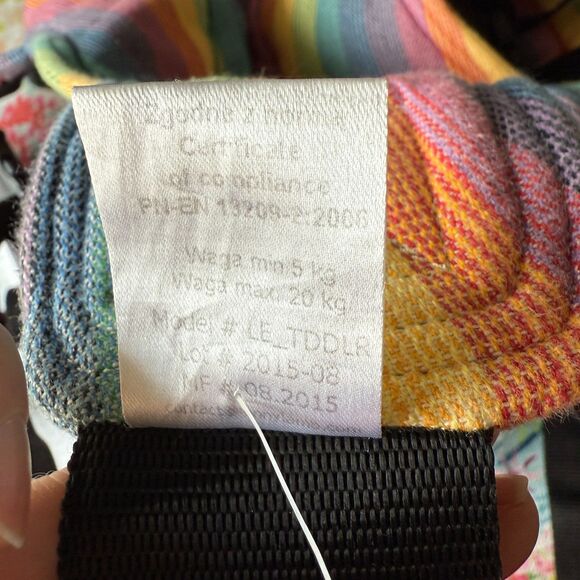 Zgodne z normą
Certificate
of compliance
PN-EN 13209-2:2006
Waga min 5 kg
Waga max: 20 kg
Model # LE_TDDLR
Lot # 2015-08
MF # 08.2015